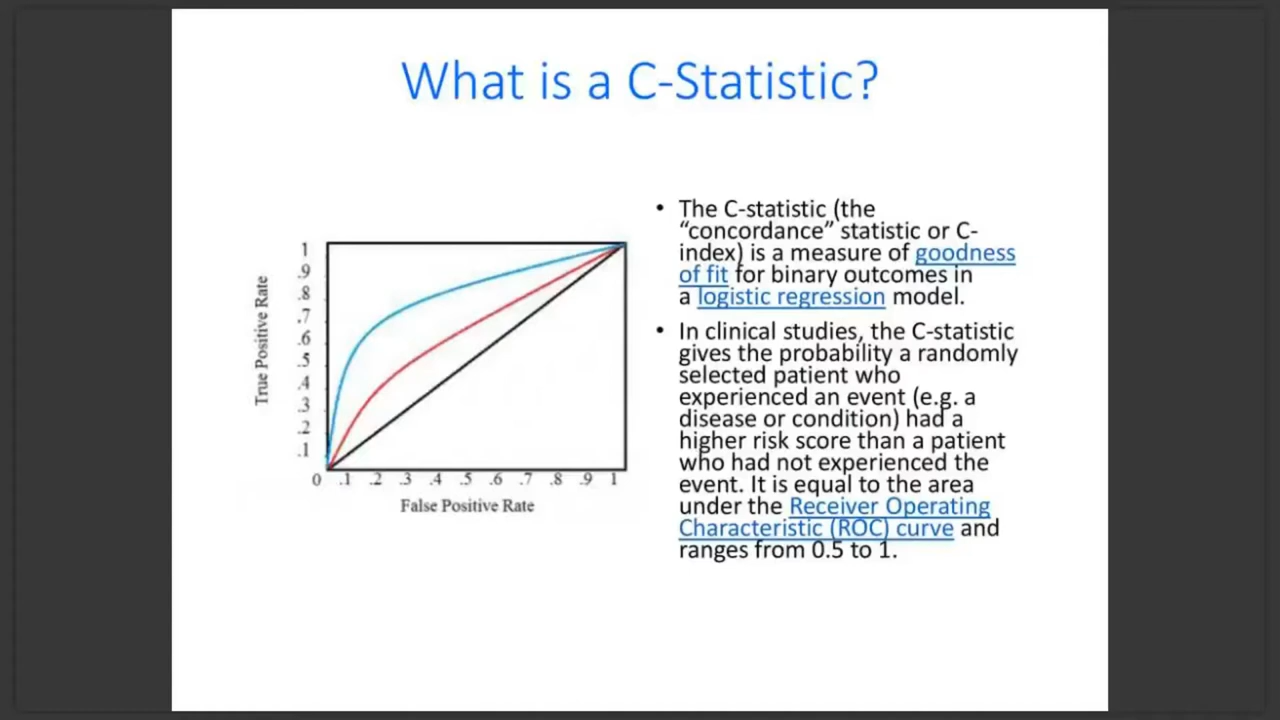 What is a C-Statistic?
• The C-statistic (the
“concordance” statistic or C-
index) is a measure of goodness
of fit for binary outcomes in
a logistic regression model.
• In clinical studies, the C-statistic
gives the probability a randomly
selected patient who
experienced an event (e.g. a
disease or condition) had a
higher risk score than a patient
who had not experienced the
event. It is equal to the area
under the Receiver Operating
Characteristic (ROC) curve and
ranges from 0.5 to 1.
True Positive Rate
1
.9
.8
.7
.6
.5
.4
.3
.2
.1
0 .1 .2 .3 .4 .5 .6 .7 .8 .9 1
False Positive Rate